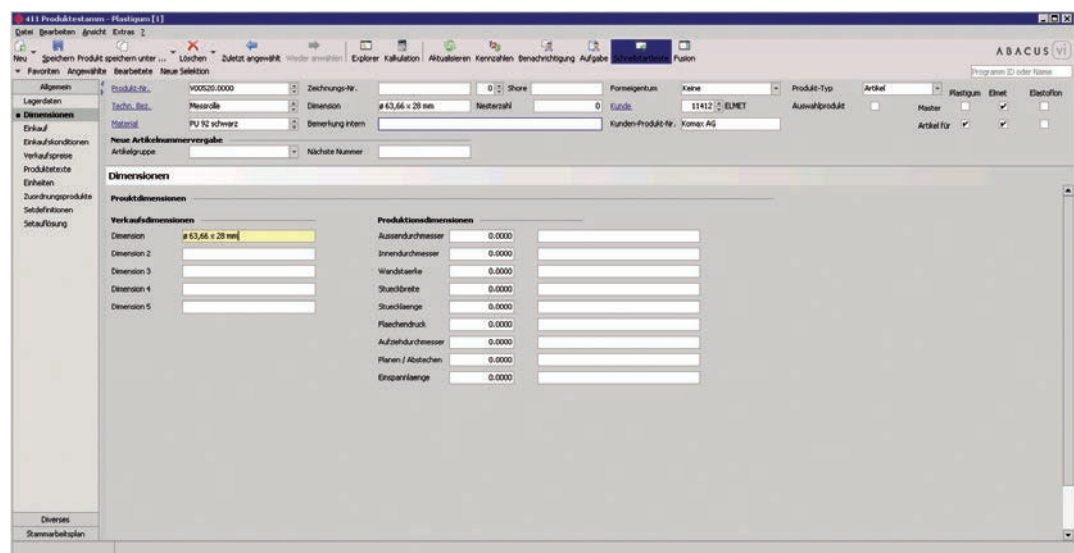 411 Produktestamm - Plastigum [1]
Datei Bearbeiten Ansicht Extras ?
Neu Speichern Produkt speichern unter ... Löschen Zuletzt angewählt Wieder anwählen Explorer Kalkulation Aktualisieren Kennzahlen Benachrichtigung Aufgabe Schnellstartleiste Fusion
ABACUS vi
Favoriten Angewählte Bearbeitete Neue Selektion
Programm ID oder Name
Allgemein
Lagerdaten
Dimensionen
Einkauf
Einkaufskonditionen
Verkaufspreise
Produktetexte
Einheiten
Zuordnungsprodukte
Setdefinitionen
Setauflösung
Diverses
Stammarbeitsplan
Produkt-Nr. V00520.0000 Zeichnungs-Nr. 0 Shore Formeigentum Keine Produkt-Typ Artikel Plastigum Elmet Elastoflon
Techn. Bez. Messrolle Dimension ø 63,66 x 28 mm Nesterzahl 0 Kunde 11412 ELMET Auswahlprodukt Master
Material PU 92 schwarz Bemerkung intern Kunden-Produkt-Nr. Komax AG Artikel für
Neue Artikelnummervergabe
Artikelgruppe Nächste Nummer
Dimensionen
Prouktdimensionen
Verkaufsdimensionen
Dimension ø 63,66 x 28 mm
Dimension 2
Dimension 3
Dimension 4
Dimension 5
Produktionsdimensionen
Aussendurchmesser 0.0000
Innendurchmesser 0.0000
Wandstaerke 0.0000
Stueckbreite 0.0000
Stuecklaenge 0.0000
Flaechendruck 0.0000
Aufziehdurchmesser 0.0000
Planen / Abstechen 0.0000
Einspannlaenge 0.0000